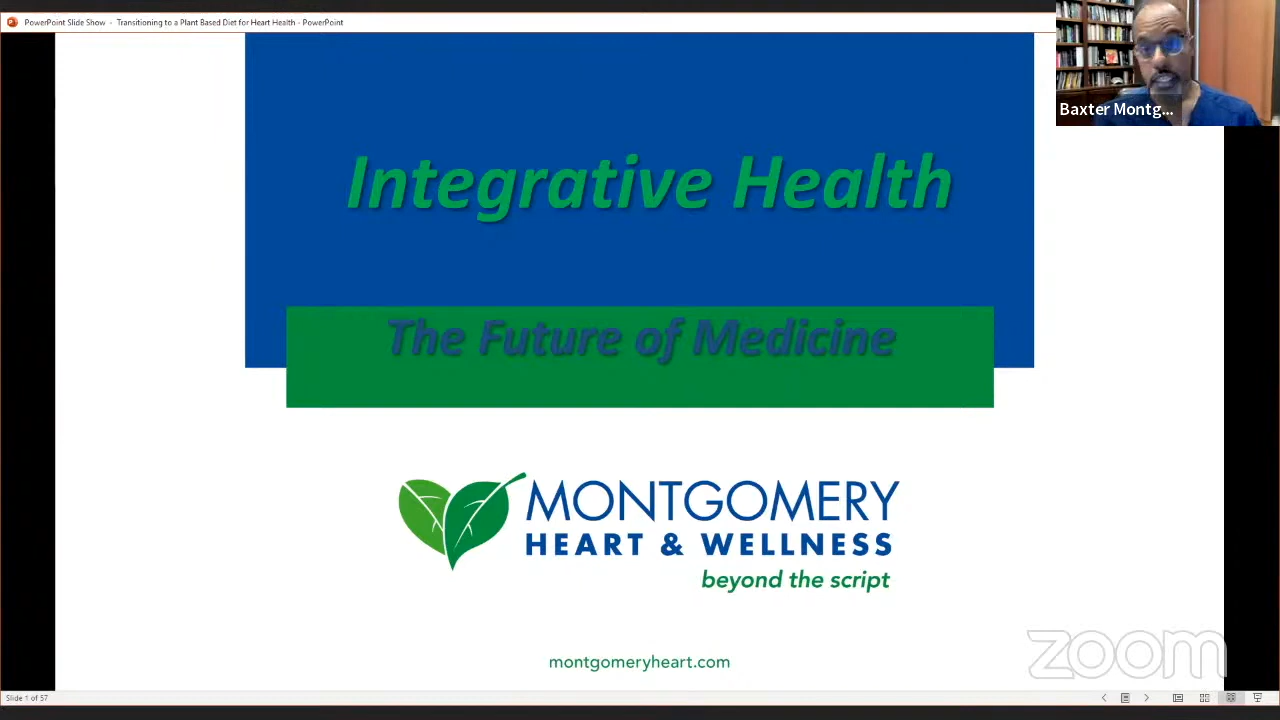 PowerPoint Slide Show - Transitioning to a Plant Based Diet for Heart Health - PowerPoint
Baxter Montg...
Integrative Health
The Future of Medicine
MONTGOMERY
HEART & WELLNESS
beyond the script
montgomeryheart.com
zoom
Slide 1 of 57